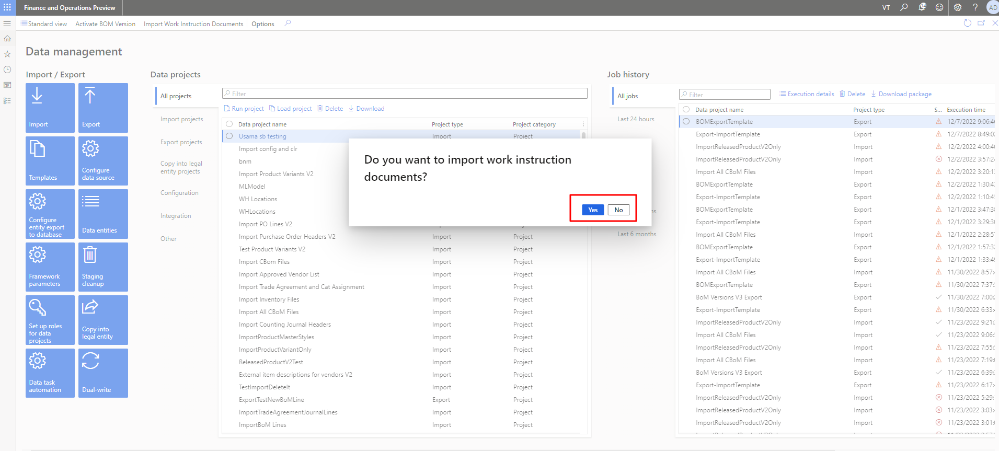 Finance and Operations Preview
VT
14
?
AD
Standard view
Activate BOM Version
Import Work Instruction Documents
Options
Data management
Import / Export
Import
Export
Templates
Configure
data source
Configure
entity export
to database
Data entities
Framework
parameters
Staging
cleanup
Set up roles
for data
projects
Copy into
legal entity
Data task
automation
Dual-write
Data projects
All projects
Import projects
Export projects
Copy into legal
entity projects
Configuration
Integration
Other
Filter
Run project
Load project
Delete
Download
Data project name Project type Project category
Usama sb testing Import Project
Import config and clr
bnm
Import Product Variants V2
MLModel
WH Locations
WHLocations
Import PO Lines V2
Import Purchase Order Headers V2 Import Project
Test Product Variants V2 Import Project
Import CBom Files Import Project
Import Approved Vendor List Import Project
Import Trade Agreement and Cat Assignment Import Project
Import Inventory Files Import Project
Import All CBoM Files Import Project
Import Counting Journal Headers Import Project
ImportProductMasterStyles Import Project
ImportProductVariantOnly Import Project
ReleasedProductV2Test Import Project
External item descriptions for vendors V2 Import Project
TestImportDeleteIt Import Project
ExportTestNewBoMLine Export Project
ImportTradeAgreementJournalLines Import Project
ImportBoM Lines Import Project
Do you want to import work instruction
documents?
Yes
No
Job history
All jobs
Last 24 hours
Last 6 months
Filter
Execution details
Delete
Download package
Data project name Project type S... Execution time
BOMExportTemplate Export 12/7/2022 9:06:4
Export-ImportTemplate Export 12/7/2022 8:49:0
ImportReleasedProductV2Only Import 12/2/2022 4:00:4
ImportReleasedProductV2Only Import 12/2/2022 3:57:2
Import All CBoM Files Import 12/2/2022 3:20:1
BOMExportTemplate Export 12/2/2022 1:30:4
Export-ImportTemplate Export 12/2/2022 1:10:4
BOMExportTemplate Export 12/1/2022 3:47:3
Export-ImportTemplate Export 12/1/2022 3:29:3
Import All CBoM Files Import 12/1/2022 2:28:5
BOMExportTemplate Export 12/1/2022 1:57:3
Export-ImportTemplate Export 12/1/2022 1:33:4
Import All CBoM Files Import 11/30/2022 8:57:
BOMExportTemplate Export 11/30/2022 7:37:
BoM Versions V3 Export Export 11/30/2022 7:00:
Export-ImportTemplate Export 11/30/2022 6:33:
ImportReleasedProductV2Only Import 11/23/2022 9:21:
Import All CBoM Files Import 11/23/2022 9:06:
ImportReleasedProductV2Only Import 11/23/2022 7:55:
Import All CBoM Files Import 11/23/2022 7:19:
BoM Versions V3 Export Export 11/23/2022 6:39:
Export-ImportTemplate Export 11/23/2022 6:17:
ImportReleasedProductV2Only Import 11/23/2022 5:29:
ImportReleasedProductV2Only Import 11/23/2022 3:03:
ImportReleasedProductV2Only Import 11/23/2022 3:01: